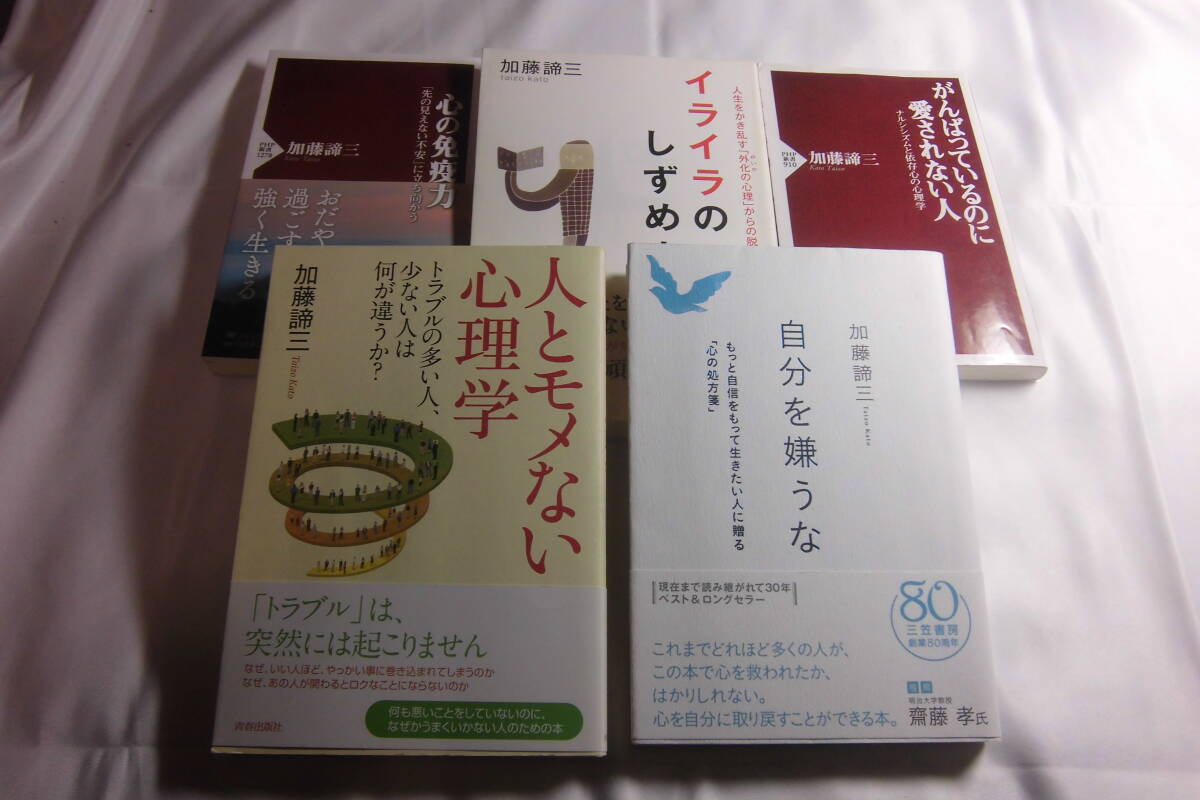 心の免疫力
「先の見えない不安」に立ち向かう
加藤諦三
Kato Taizo
PHP
新書
1278
おだや
過ごす
強く生きる
加藤諦三
Taizo Kato
人生をかき乱す「外化の心理」からの脱
がいか
イライラの
しずめ
がんばっているのに
愛されない人
ナルシシズムと依存心の心理学
加藤諦三
Kato Taizo
PHP
新書
910
人とモメない
心理学
トラブルの多い人、
少ない人は
何が違うか?
加藤諦三
Taizo Kato
「トラブル」は、
突然には起こりません
なぜ、いい人ほど、やっかい事に巻き込まれてしまうのか
なぜ、あの人が関わるとロクなことにならないのか
何も悪いことをしていないのに、
なぜかうまくいかない人のための本
青春出版社
加藤諦三
Taizo Kato
自分を嫌うな
もっと自信をもって生きたい人に贈る
「心の処方箋」
現在まで読み継がれて30年
ベスト&ロングセラー
80
三笠書房
創業80周年
これまでどれほど多くの人が、
この本で心を救われたか、
はかりしれない。
心を自分に取り戻すことができる本。
明治大学教授
齋藤 孝氏